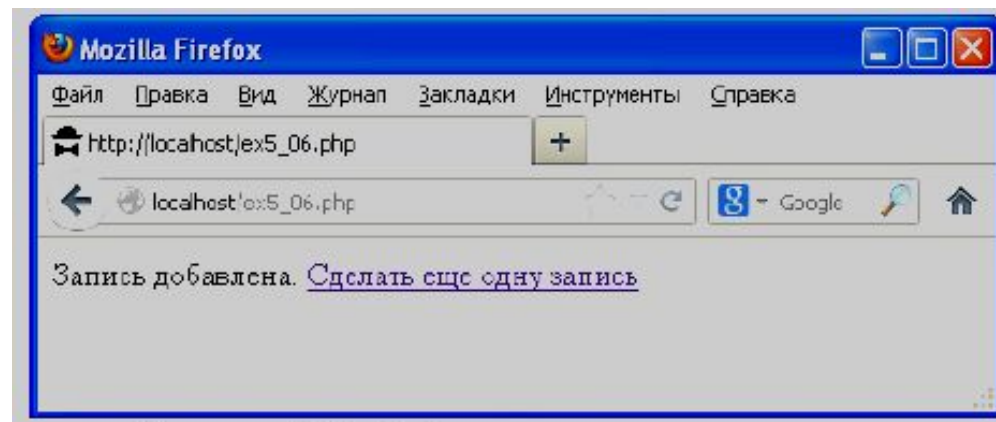 Mozilla Firefox
Файл Правка Вид Журнал Закладки Инструменты Справка
http://localhost/ex5_06.php +
localhost/ex5_06.php Google
Запись добавлена. Сделать еще одну запись